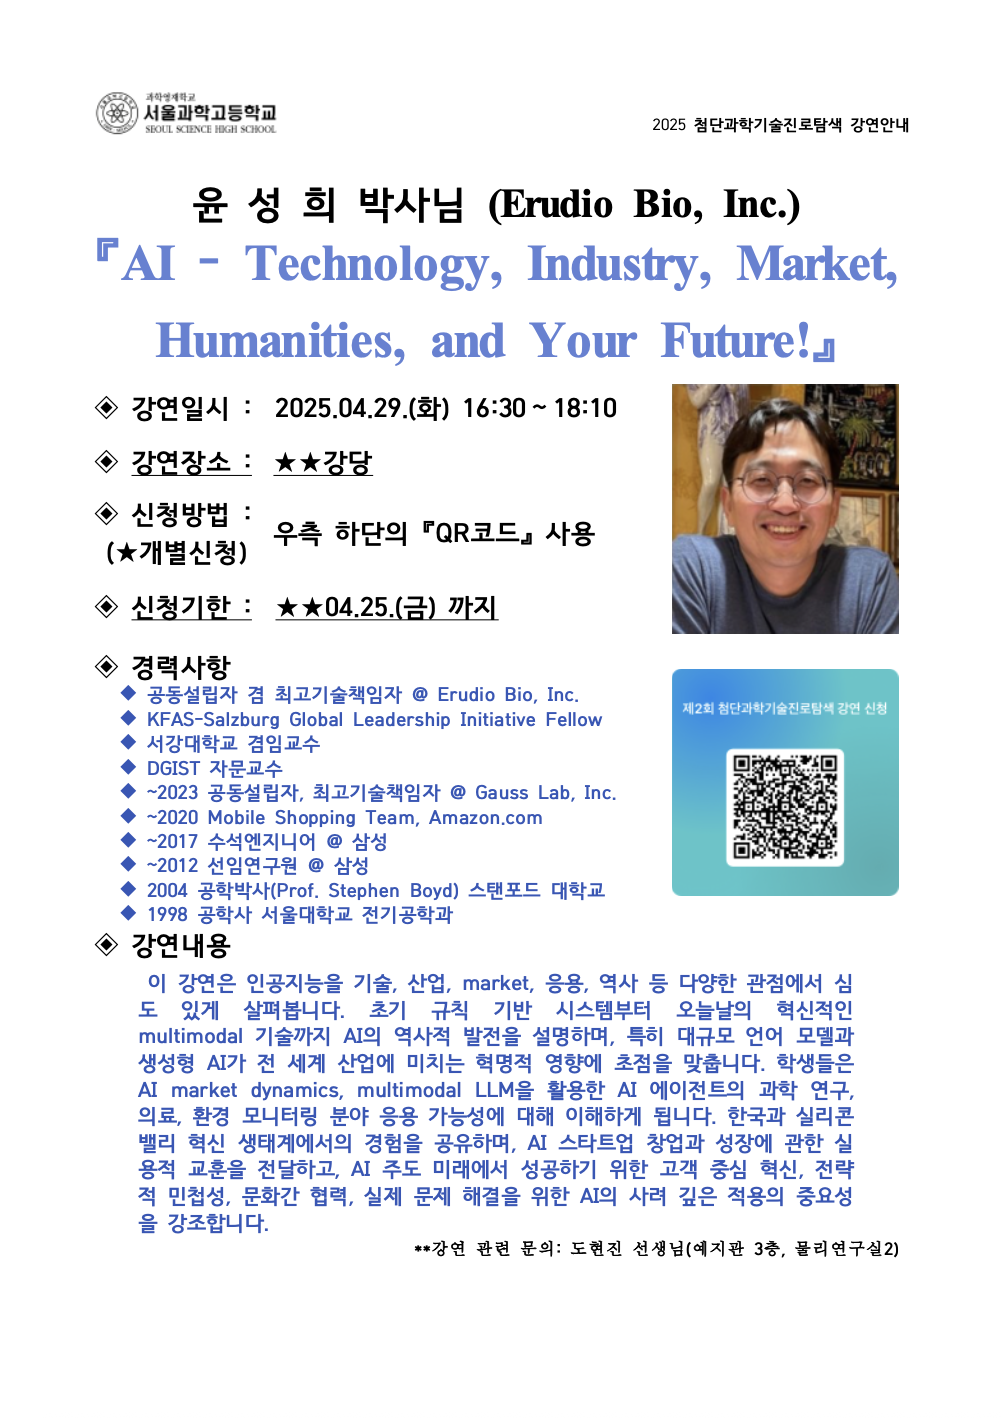 과학영재학교
서울과학고등학교
SEOUL SCIENCE HIGH SCHOOL
2025 첨단과학기술진로탐색 강연안내
윤 성 희 박사님 (Erudio Bio, Inc.)
『AI - Technology, Industry, Market,
Humanities, and Your Future!』
◈ 강연일시 : 2025.04.29.(화) 16:30 ~ 18:10
◈ 강연장소 : ★★강당
◈ 신청방법 :
(★개별신청)
우측 하단의 『QR코드』 사용
◈ 신청기한 : ★★04.25.(금) 까지
◈ 경력사항
◆ 공동설립자 겸 최고기술책임자 @ Erudio Bio, Inc.
◆ KFAS-Salzburg Global Leadership Initiative Fellow
◆ 서강대학교 겸임교수
◆ DGIST 자문교수
◆ ~2023 공동설립자, 최고기술책임자 @ Gauss Lab, Inc.
◆ ~2020 Mobile Shopping Team, Amazon.com
◆ ~2017 수석엔지니어 @ 삼성
◆ ~2012 선임연구원 @ 삼성
◆ 2004 공학박사(Prof. Stephen Boyd) 스탠포드 대학교
◆ 1998 공학사 서울대학교 전기공학과
제2회 첨단과학기술진로탐색 강연 신청
◈ 강연내용
이 강연은 인공지능을 기술, 산업, market, 응용, 역사 등 다양한 관점에서 심
도 있게 살펴봅니다. 초기 규칙 기반 시스템부터 오늘날의 혁신적인
multimodal 기술까지 AI의 역사적 발전을 설명하며, 특히 대규모 언어 모델과
생성형 AI가 전 세계 산업에 미치는 혁명적 영향에 초점을 맞춥니다. 학생들은
AI market dynamics, multimodal LLM을 활용한 AI 에이전트의 과학 연구,
의료, 환경 모니터링 분야 응용 가능성에 대해 이해하게 됩니다. 한국과 실리콘
밸리 혁신 생태계에서의 경험을 공유하며, AI 스타트업 창업과 성장에 관한 실
용적 교훈을 전달하고, AI 주도 미래에서 성공하기 위한 고객 중심 혁신, 전략
적 민첩성, 문화간 협력, 실제 문제 해결을 위한 AI의 사려 깊은 적용의 중요성
을 강조합니다.
**강연 관련 문의: 도현진 선생님(예지관 3층, 물리연구실2)